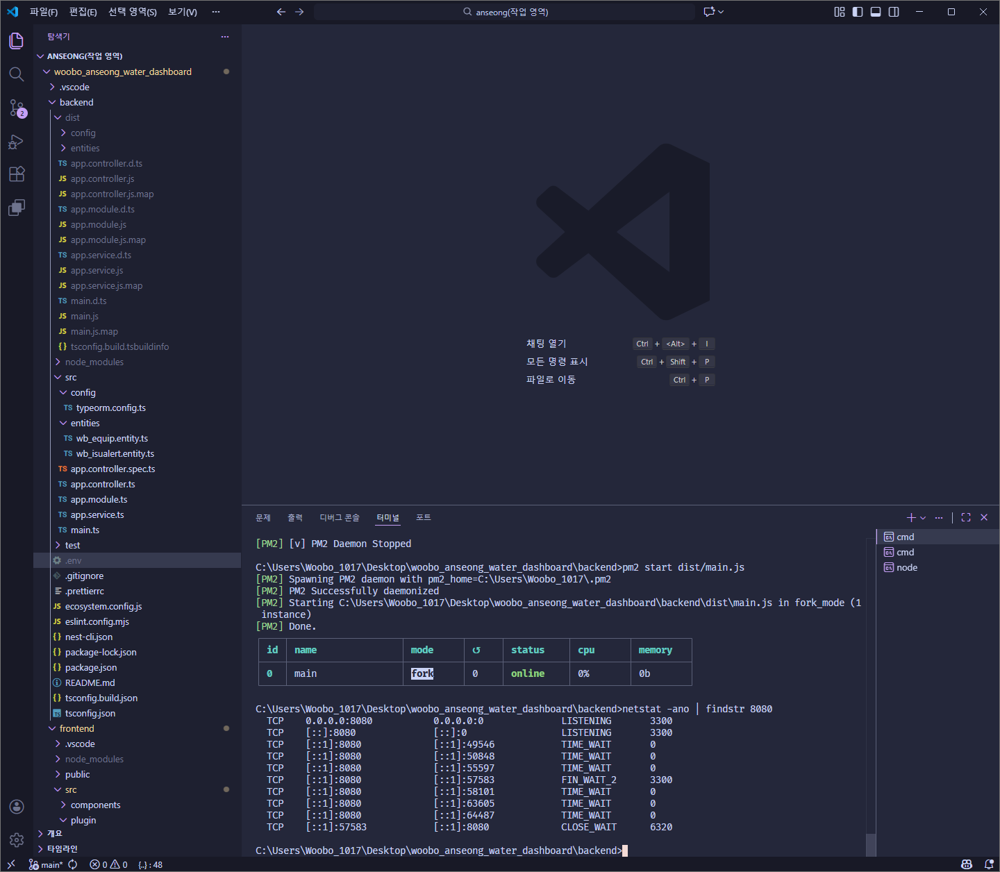 파일(F) 편집(E) 선택 영역(S) 보기(V) ··· anseong(작업 영역)
탐색기 ···
ANSEONG(작업 영역)
woobo_anseong_water_dashboard
.vscode
backend
2
dist
config
entities
TS app.controller.d.ts
JS app.controller.js
JS app.controller.js.map
TS app.module.d.ts
JS app.module.js
JS app.module.js.map
TS app.service.d.ts
JS app.service.js
JS app.service.js.map
TS main.d.ts
JS main.js
JS main.js.map
{} tsconfig.build.tsbuildinfo
node_modules
src
config
TS typeorm.config.ts
entities
TS wb_equip.entity.ts
TS wb_isualert.entity.ts
TS app.controller.spec.ts
TS app.controller.ts
TS app.module.ts
TS app.service.ts
TS main.ts
test
.env
.gitignore
.prettierrc
JS ecosystem.config.js
JS eslint.config.mjs
{} nest-cli.json
{} package-lock.json
{} package.json
README.md
{} tsconfig.build.json
TS tsconfig.json
frontend
.vscode
node_modules
public
src
components
plugin
개요
타임라인
채팅 열기 Ctrl + <Alt> + I
모든 명령 표시 Ctrl + Shift + P
파일로 이동 Ctrl + P
문제 출력 디버그 콘솔 터미널 포트
cmd
cmd
node
[PM2] [v] PM2 Daemon Stopped
C:\Users\Woobo_1017\Desktop\woobo_anseong_water_dashboard\backend>pm2 start dist/main.js
[PM2] Spawning PM2 daemon with pm2_home=C:\Users\Woobo_1017\.pm2
[PM2] PM2 Successfully daemonized
[PM2] Starting C:\Users\Woobo_1017\Desktop\woobo_anseong_water_dashboard\backend\dist\main.js in fork_mode (1
instance)
[PM2] Done.
id name mode ↺ status cpu memory
0 main fork 0 online 0% 0b
C:\Users\Woobo_1017\Desktop\woobo_anseong_water_dashboard\backend>netstat -ano | findstr 8080
TCP 0.0.0.0:8080 0.0.0.0:0 LISTENING 3300
TCP [::]:8080 [::]:0 LISTENING 3300
TCP [::1]:8080 [::1]:49546 TIME_WAIT 0
TCP [::1]:8080 [::1]:50848 TIME_WAIT 0
TCP [::1]:8080 [::1]:55597 TIME_WAIT 0
TCP [::1]:8080 [::1]:57583 FIN_WAIT_2 3300
TCP [::1]:8080 [::1]:58101 TIME_WAIT 0
TCP [::1]:8080 [::1]:63605 TIME_WAIT 0
TCP [::1]:8080 [::1]:64487 TIME_WAIT 0
TCP [::1]:57583 [::1]:8080 CLOSE_WAIT 6320
C:\Users\Woobo_1017\Desktop\woobo_anseong_water_dashboard\backend>
main* 0 0 {..} : 48